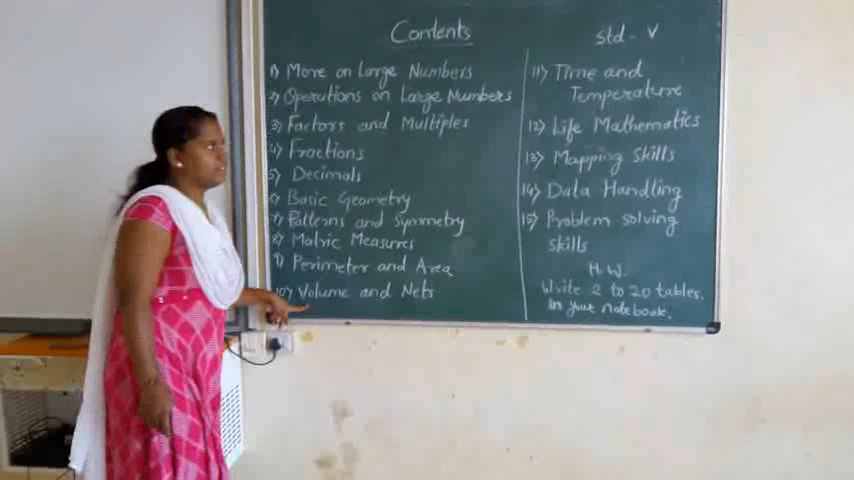 Contents
std - V
1) More on Large Numbers
2) Operations on Large Numbers
3) Factors and Multiples
4) Fractions
5) Decimals
6) Basic Geometry
7) Patterns and Symmetry
8) Matric Measures
9) Perimeter and Area
10) Volume and Nets
11) Time and
Temperature
12) Life Mathematics
13) Mapping Skills
14) Data Handling
15) Problem solving
skills
H.W
Write 2 to 20 tables.
in your notebook.